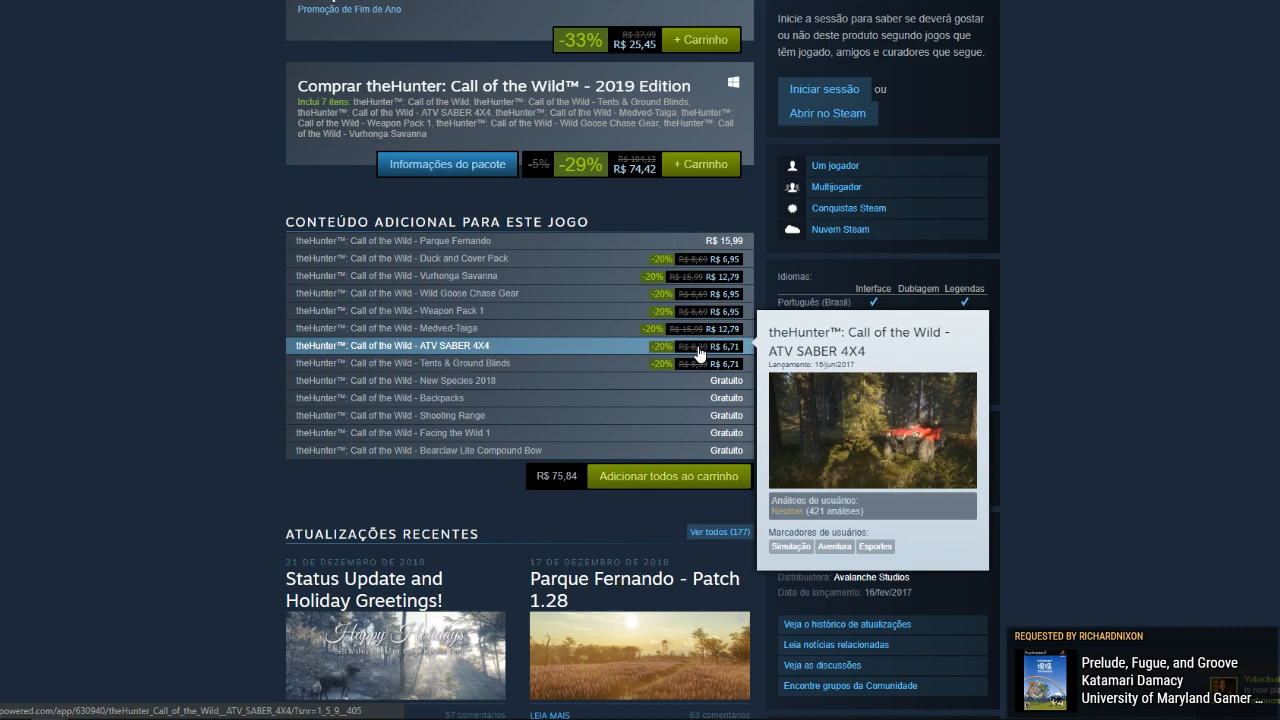 Promoção de Fim de Ano
-33% R$ 37,99 R$ 25,45 + Carrinho
Comprar theHunter: Call of the Wild™ - 2019 Edition
Inclui 7 itens: theHunter™: Call of the Wild, theHunter™: Call of the Wild - Tents & Ground Blinds,
theHunter™: Call of the Wild - ATV SABER 4X4, theHunter™: Call of the Wild - Medved-Taiga, theHunter™:
Call of the Wild - Weapon Pack 1, theHunter™: Call of the Wild - Wild Goose Chase Gear, theHunter™: Call
of the Wild - Vurhonga Savanna
Informações do pacote -5% -29% R$ 104,13 R$ 74,42 + Carrinho
CONTEÚDO ADICIONAL PARA ESTE JOGO
theHunter™: Call of the Wild - Parque Fernando R$ 15,99
theHunter™: Call of the Wild - Duck and Cover Pack -20% R$ 8,69 R$ 6,95
theHunter™: Call of the Wild - Vurhonga Savanna -20% R$ 15,99 R$ 12,79
theHunter™: Call of the Wild - Wild Goose Chase Gear -20% R$ 8,69 R$ 6,95
theHunter™: Call of the Wild - Weapon Pack 1 -20% R$ 8,69 R$ 6,95
theHunter™: Call of the Wild - Medved-Taiga -20% R$ 15,99 R$ 12,79
theHunter™: Call of the Wild - ATV SABER 4X4 -20% R$ 6,71
theHunter™: Call of the Wild - Tents & Ground Blinds -20% R$ 6,71
theHunter™: Call of the Wild - New Species 2018 Gratuito
theHunter™: Call of the Wild - Backpacks Gratuito
theHunter™: Call of the Wild - Shooting Range Gratuito
theHunter™: Call of the Wild - Facing the Wild 1 Gratuito
theHunter™: Call of the Wild - Bearclaw Lite Compound Bow Gratuito
R$ 75,84 Adicionar todos ao carrinho
ATUALIZAÇÕES RECENTES Ver todos (177)
21 DE DEZEMBRO DE 2018
Status Update and
Holiday Greetings!
Happy Holidays
57 comentários
17 DE DEZEMBRO DE 2018
Parque Fernando - Patch
1.28
LEIA MAIS 63 comentários
Inicie a sessão para saber se deverá gostar
ou não deste produto segundo jogos que
têm jogado, amigos e curadores que segue.
Iniciar sessão ou
Abrir no Steam
Um jogador
Multijogador
Conquistas Steam
Nuvem Steam
Idiomas:
Interface Dublagem Legendas
Português (Brasil) ✓ ✓
theHunter™: Call of the Wild -
ATV SABER 4X4
Lançamento: 15/jun/2017
Análises de usuários:
Neutras (421 análises)
Marcadores de usuários:
Simulação Aventura Esportes
Distribuidora: Avalanche Studios
Data de lançamento: 16/fev/2017
Veja o histórico de atualizações
Leia notícias relacionadas
Veja as discussões
Encontre grupos da Comunidade
REQUESTED BY RICHARDNIXON
Prelude, Fugue, and Groove
Katamari Damacy
University of Maryland Gamer ...
powered.com/app/630940/theHunter_Call_of_the_Wild__ATV_SABER_4X4/?snr=1_5_9__405